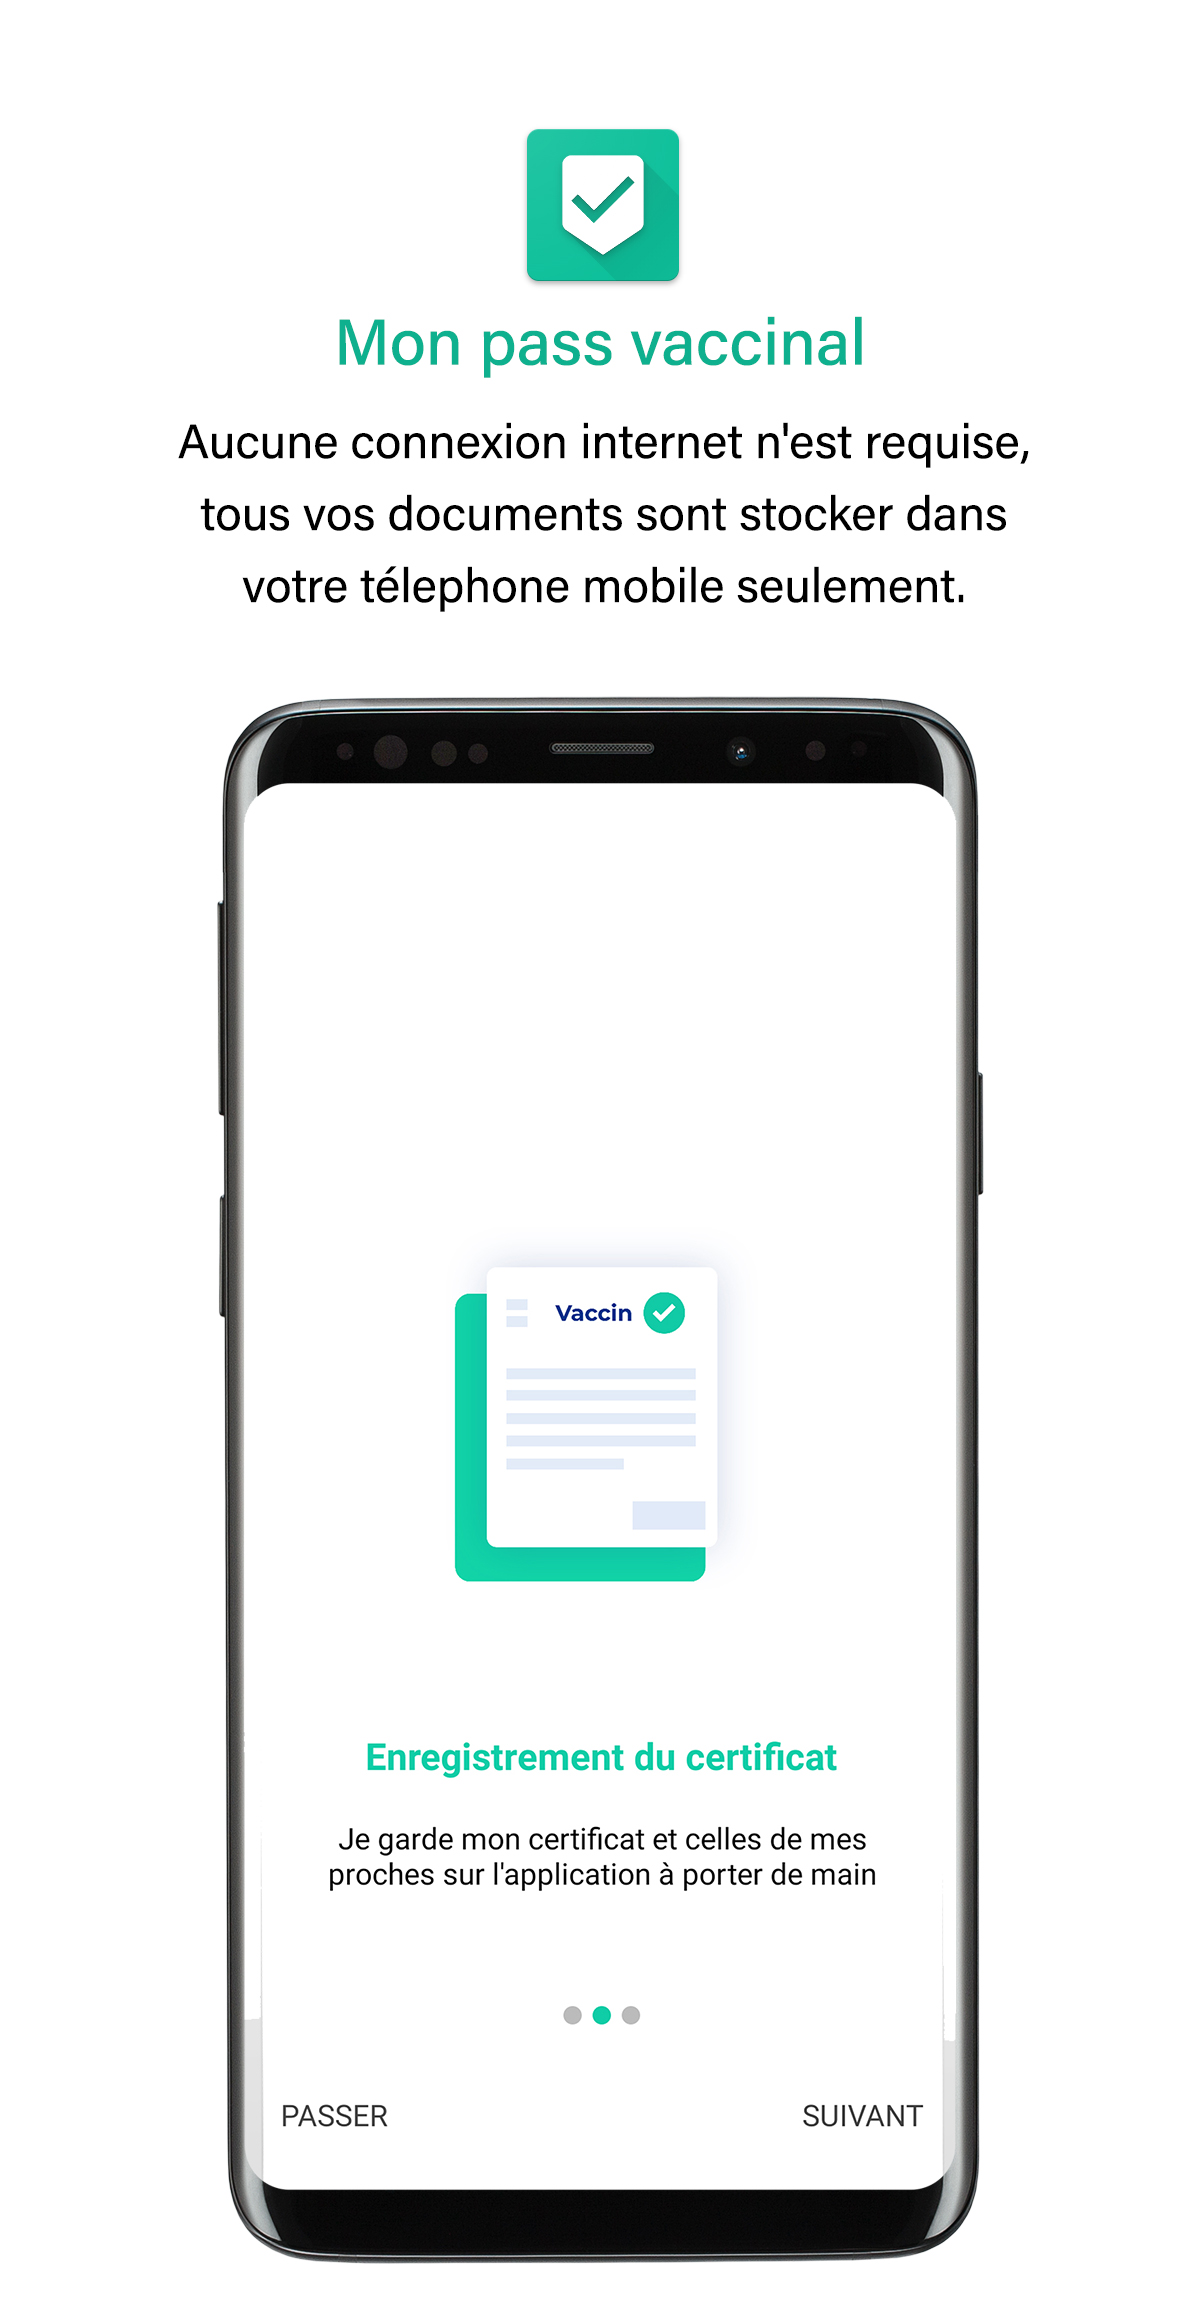 Mon pass vaccinal
Aucune connexion internet n'est requise,
tous vos documents sont stocker dans
votre télephone mobile seulement.
Vaccin
Enregistrement du certificat
Je garde mon certificat et celles de mes
proches sur l'application à porter de main
PASSER
SUIVANT